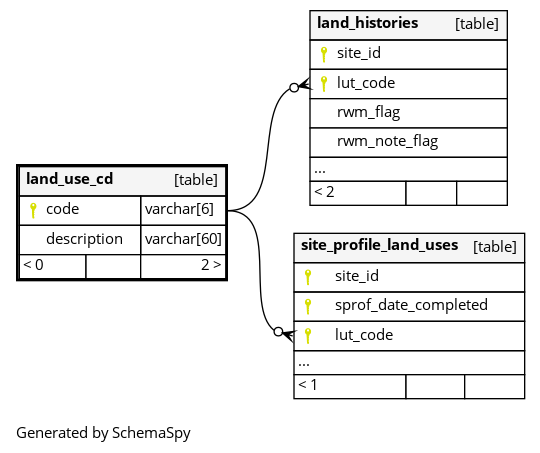 land_histories [table]
site_id
lut_code
rwm_flag
rwm_note_flag
...
< 2
land_use_cd [table]
code varchar[6]
description varchar[60]
< 0 2 >
site_profile_land_uses [table]
site_id
sprof_date_completed
lut_code
...
< 1
Generated by SchemaSpy